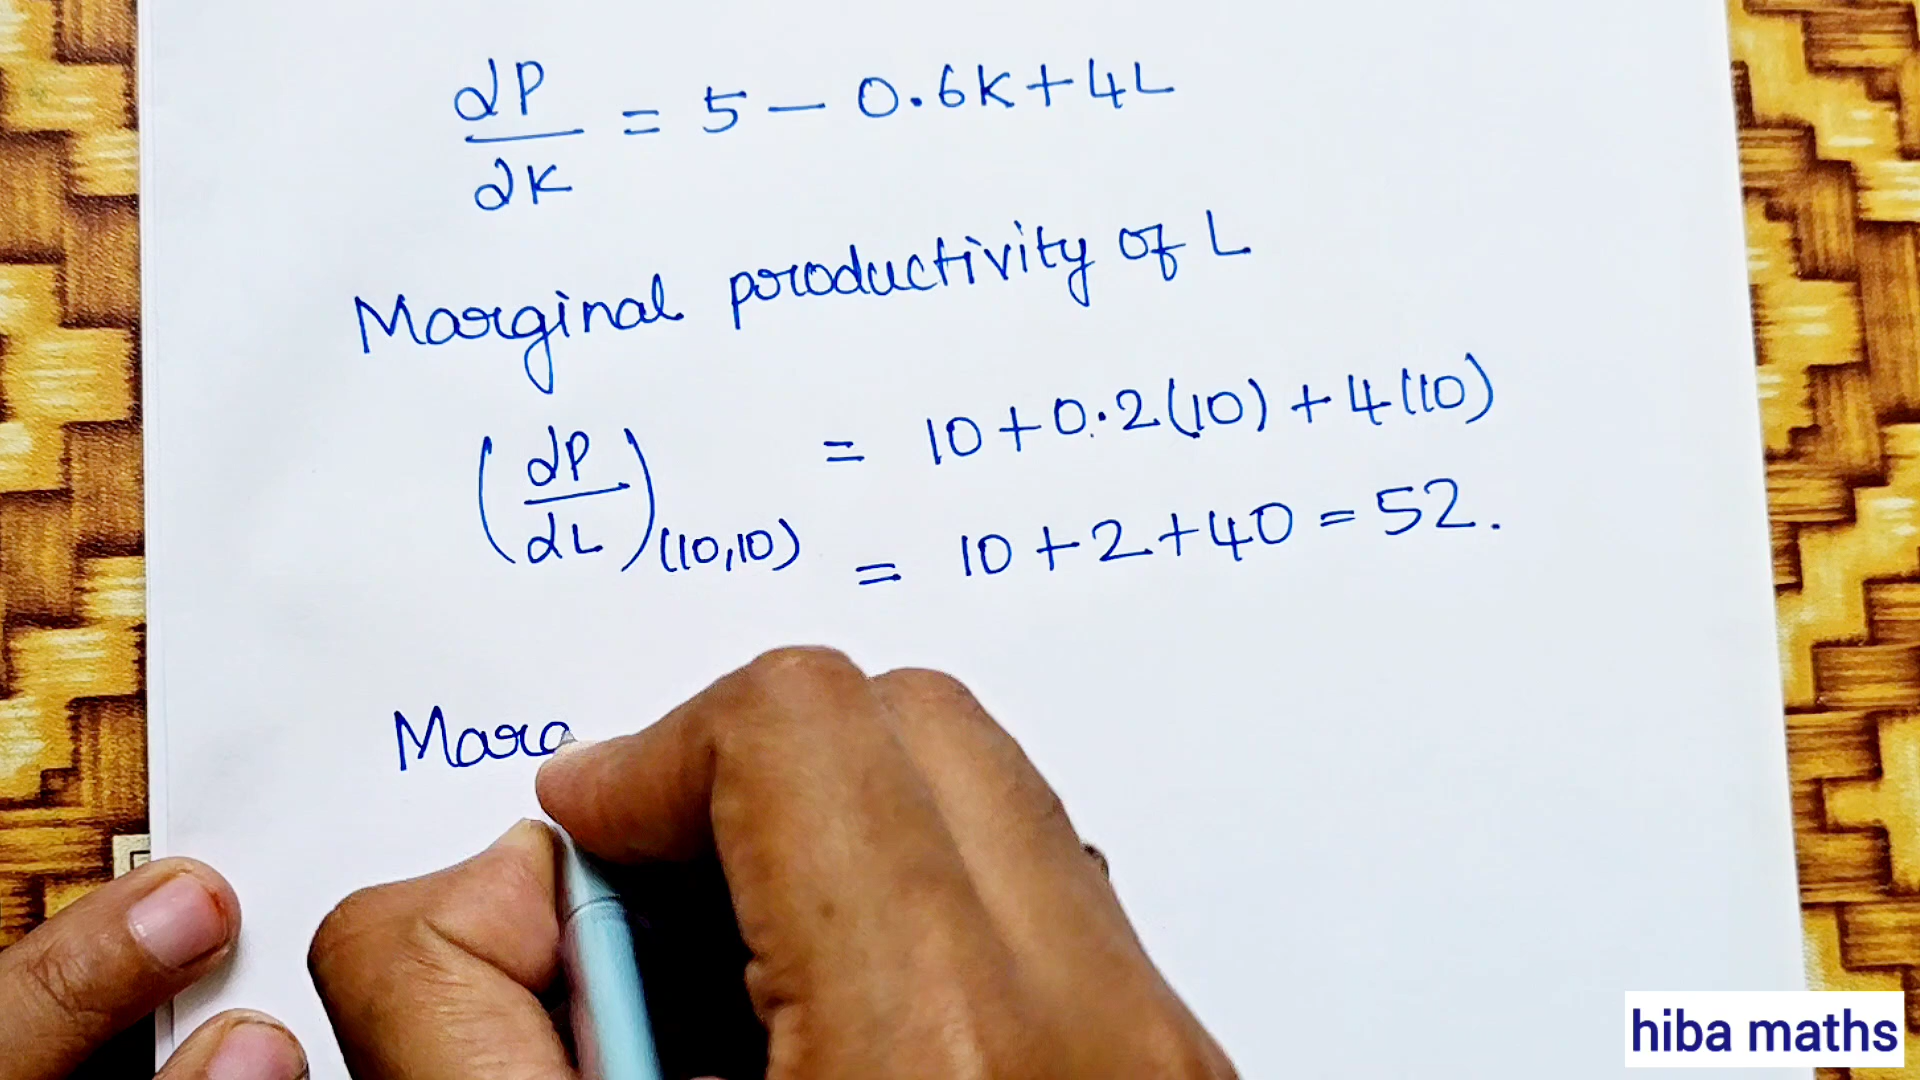 ∂P/∂K = 5 - 0.6K + 4L
Marginal productivity of L
(∂P/∂L)(10,10) = 10 + 0.2(10) + 4(10)
= 10 + 2 + 40 = 52.
hiba maths